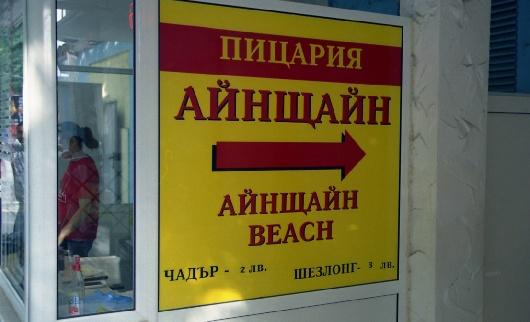 ПИЦАРИЯ
АЙНЩАЙН
АЙНЩАЙН
BEACH
ЧАДЪР - 2 ЛВ. ШЕЗЛОНГ- 3 ЛВ.